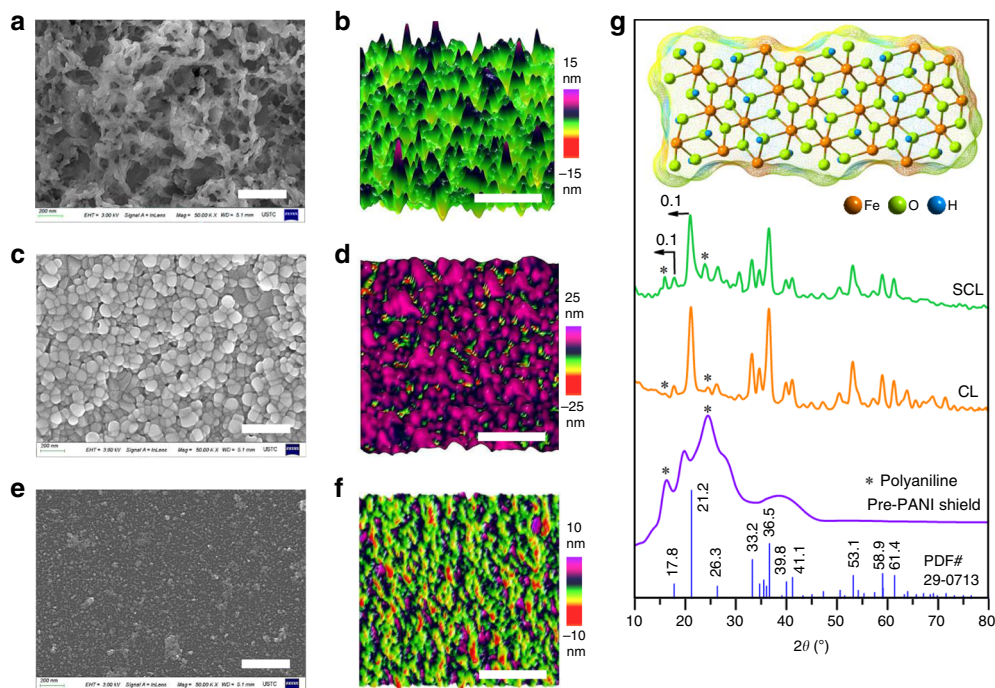 a
200 nm EHT = 3.00 kV Signal A = InLens Mag = 50.00 K X WD = 5.1 mm USTC ZEISS
b
15
nm
−15
nm
c
200 nm EHT = 3.00 kV Signal A = InLens Mag = 50.00 K X WD = 5.1 mm USTC
d
25
nm
−25
nm
e
200 nm EHT = 3.00 kV Signal A = InLens Mag = 50.00 K X WD = 5.1 mm USTC
f
10
nm
−10
nm
g
Fe O H
0.1
0.1
* *
SCL
* *
CL
* *
* Polyaniline
Pre-PANI shield
17.8
21.2
26.3
33.2
36.5
39.8
41.1
53.1
58.9
61.4
PDF#
29-0713
10 20 30 40 50 60 70 80
2θ (°)